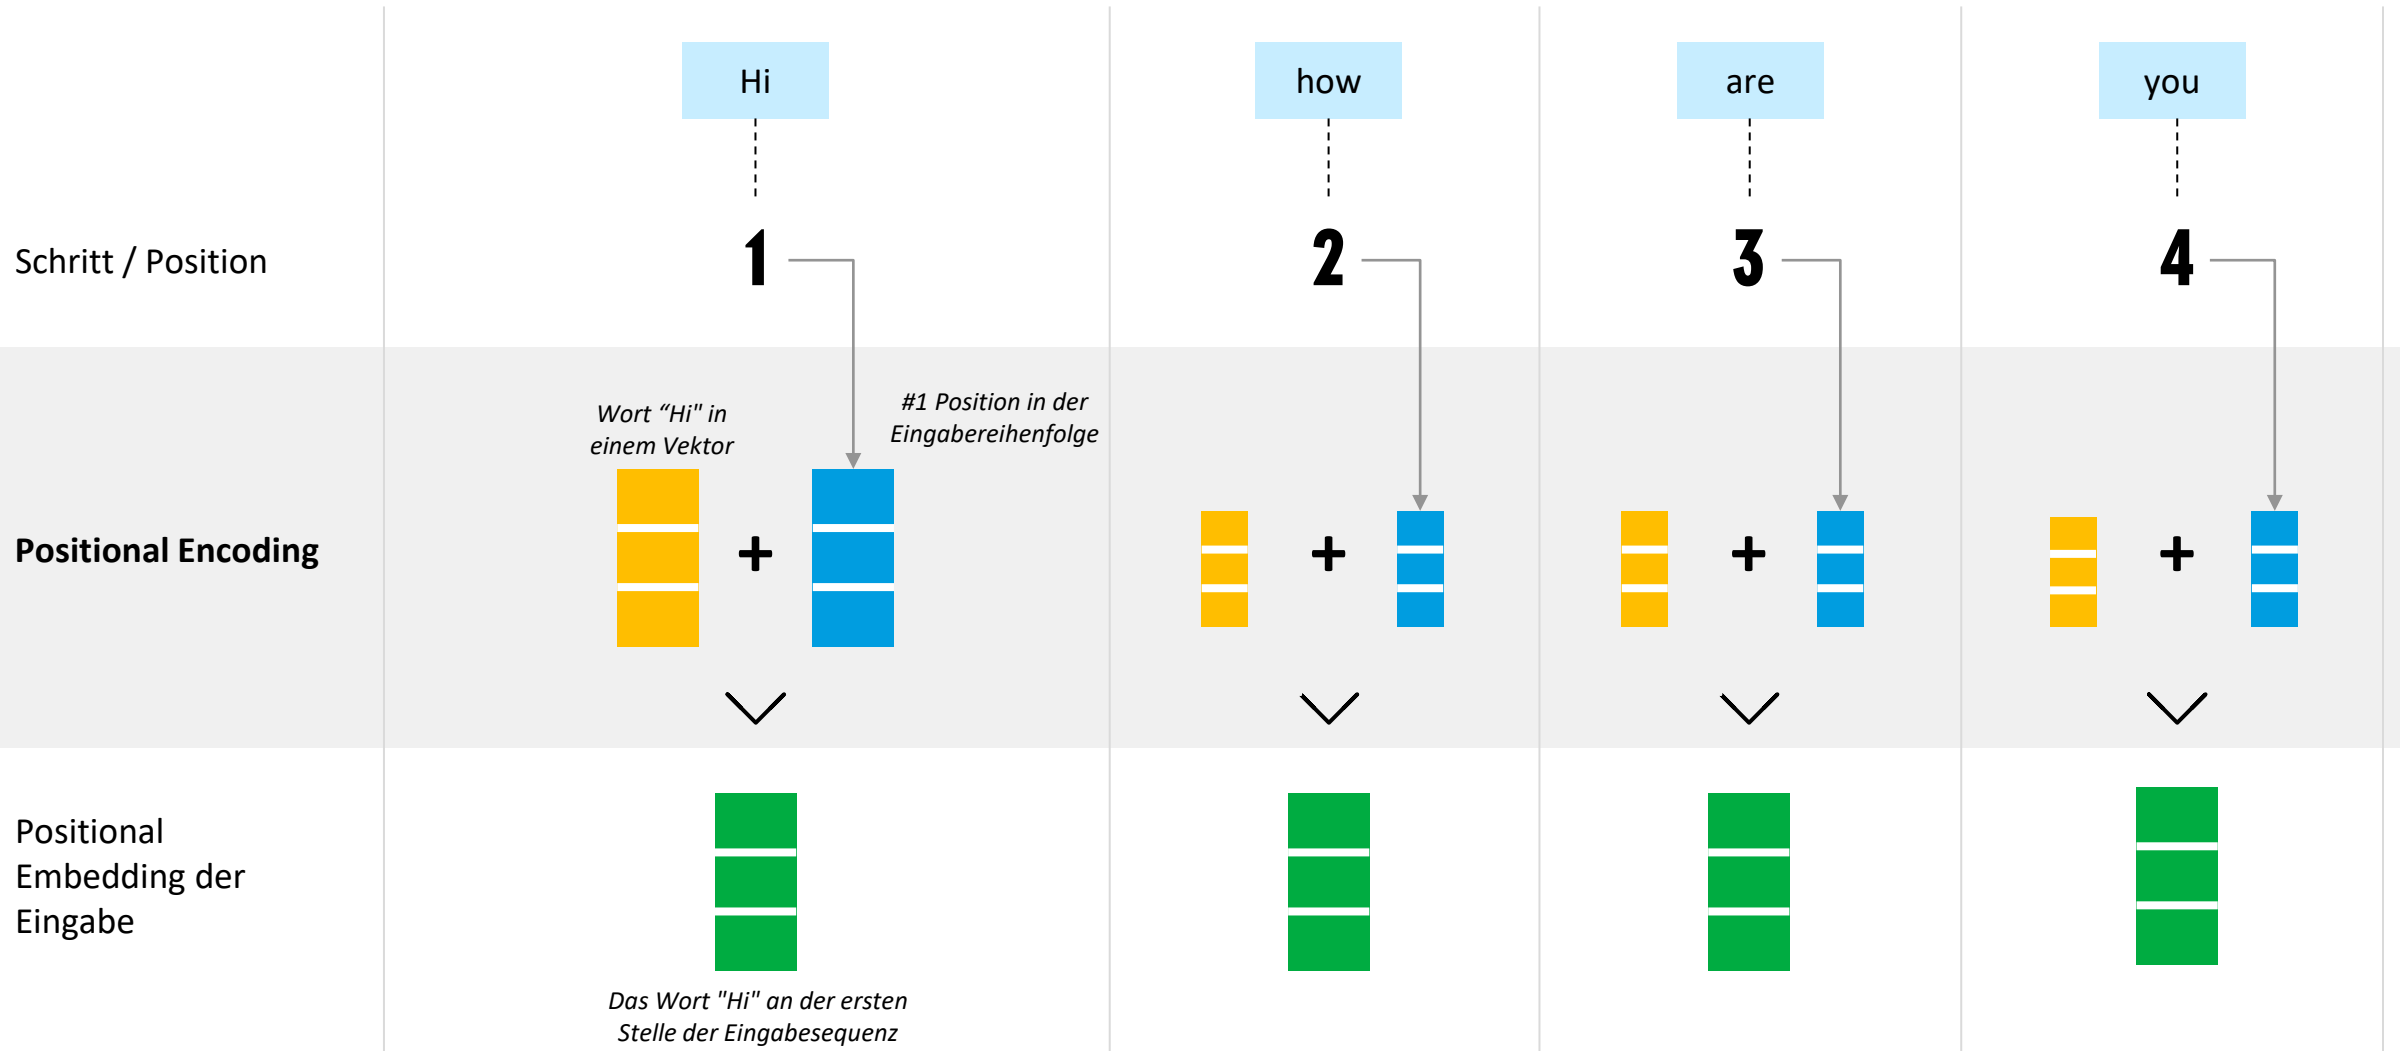 Hi
how
are
you
Schritt / Position
1
2
3
4
Wort “Hi" in
einem Vektor
#1 Position in der
Eingabereihenfolge
Positional Encoding
+
+
+
+
Positional
Embedding der
Eingabe
Das Wort "Hi" an der ersten
Stelle der Eingabesequenz